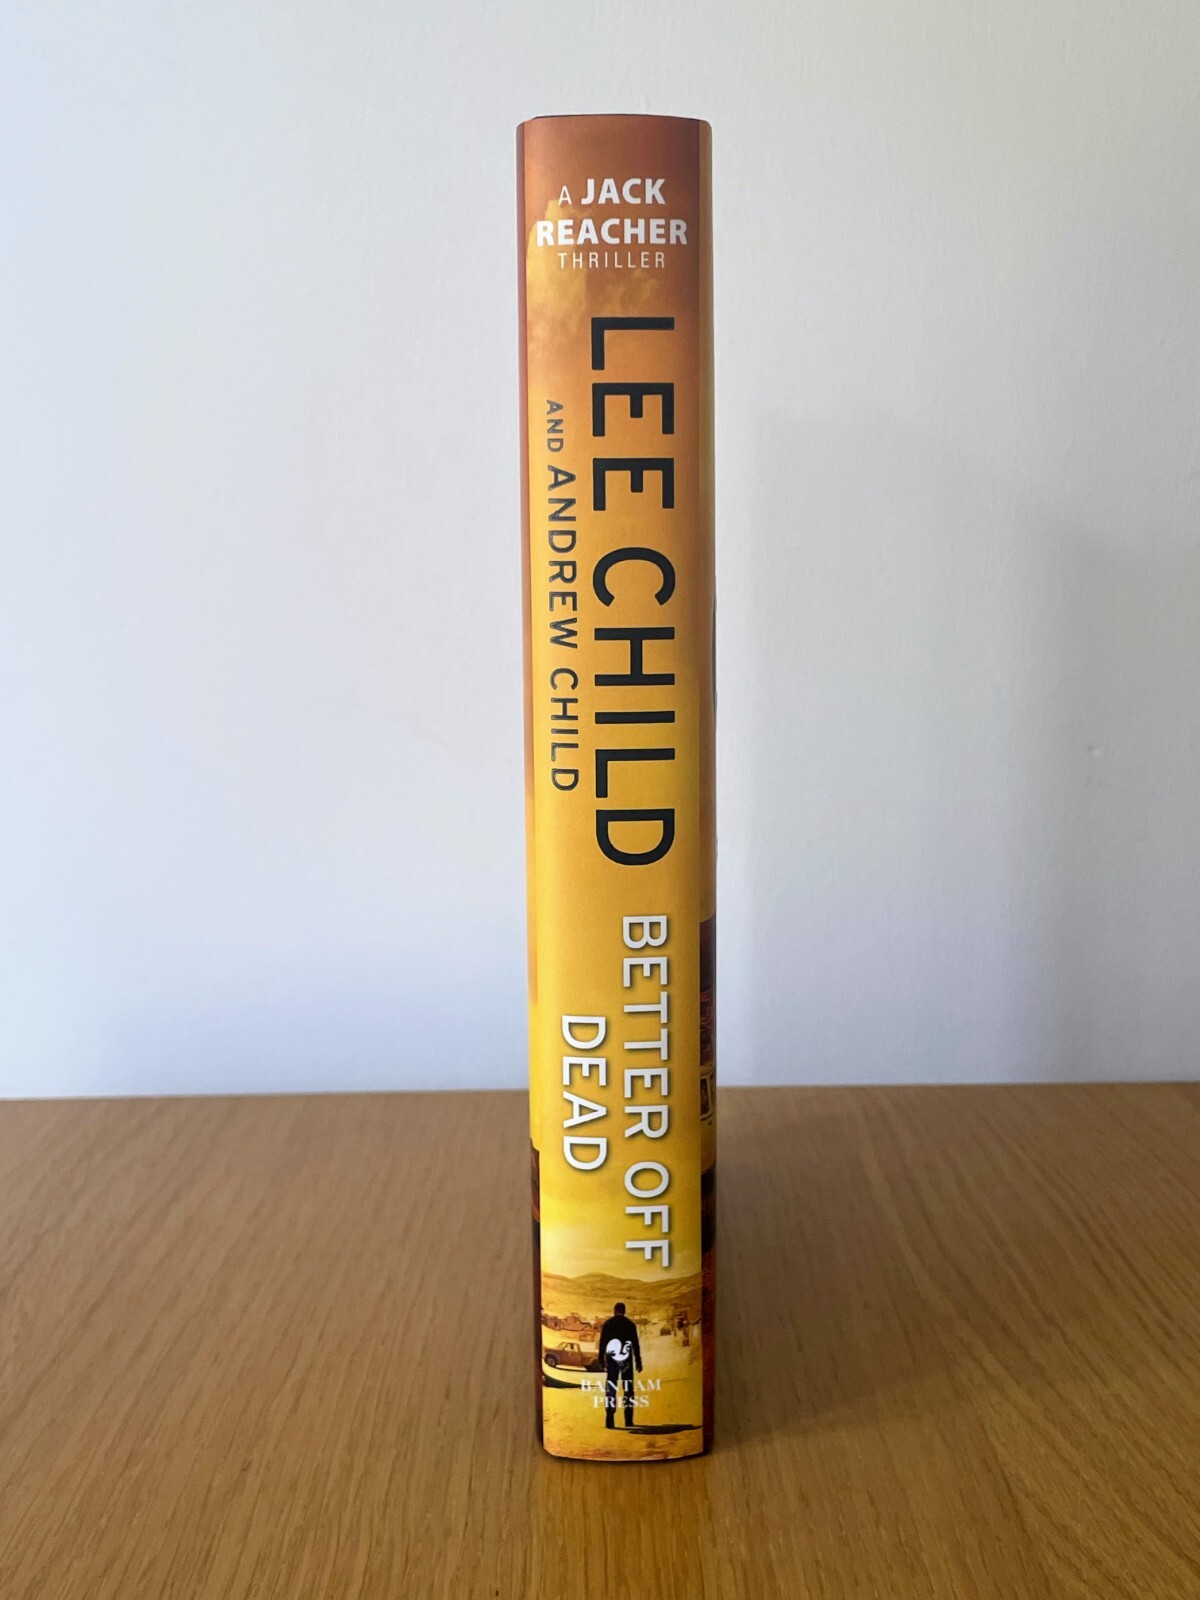 A JACK
REACHER
THRILLER
LEE CHILD
AND ANDREW CHILD
BETTER OFF
DEAD
BANTAM
PRESS